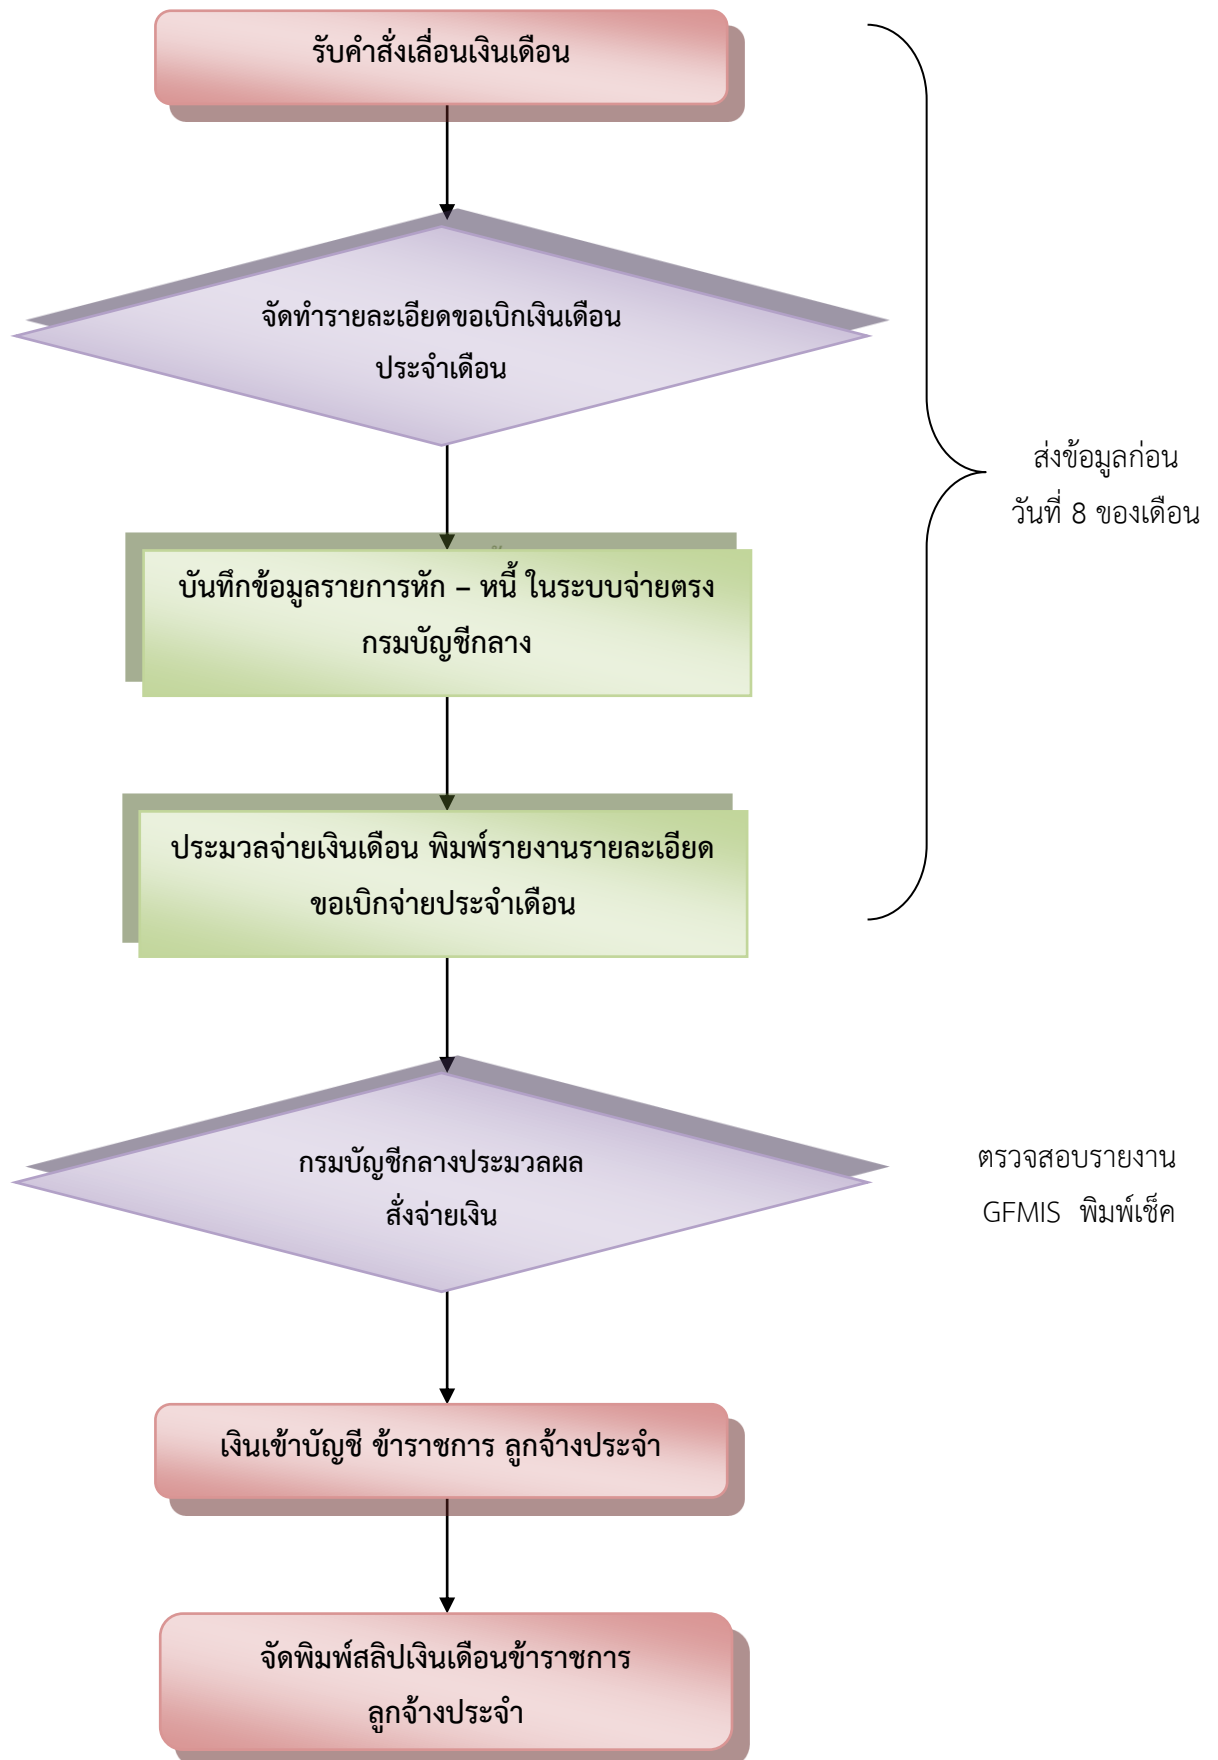 รับคำสั่งเลื่อนเงินเดือน
จัดทำรายละเอียดขอเบิกเงินเดือน
ประจำเดือน
ส่งข้อมูลก่อน
วันที่ 8 ของเดือน
บันทึกข้อมูลรายการหัก – หนี้ ในระบบจ่ายตรง
กรมบัญชีกลาง
ประมวลจ่ายเงินเดือน พิมพ์รายงานรายละเอียด
ขอเบิกจ่ายประจำเดือน
กรมบัญชีกลางประมวลผล
สั่งจ่ายเงิน
ตรวจสอบรายงาน
GFMIS พิมพ์เช็ค
เงินเข้าบัญชี ข้าราชการ ลูกจ้างประจำ
จัดพิมพ์สลิปเงินเดือนข้าราชการ
ลูกจ้างประจำ